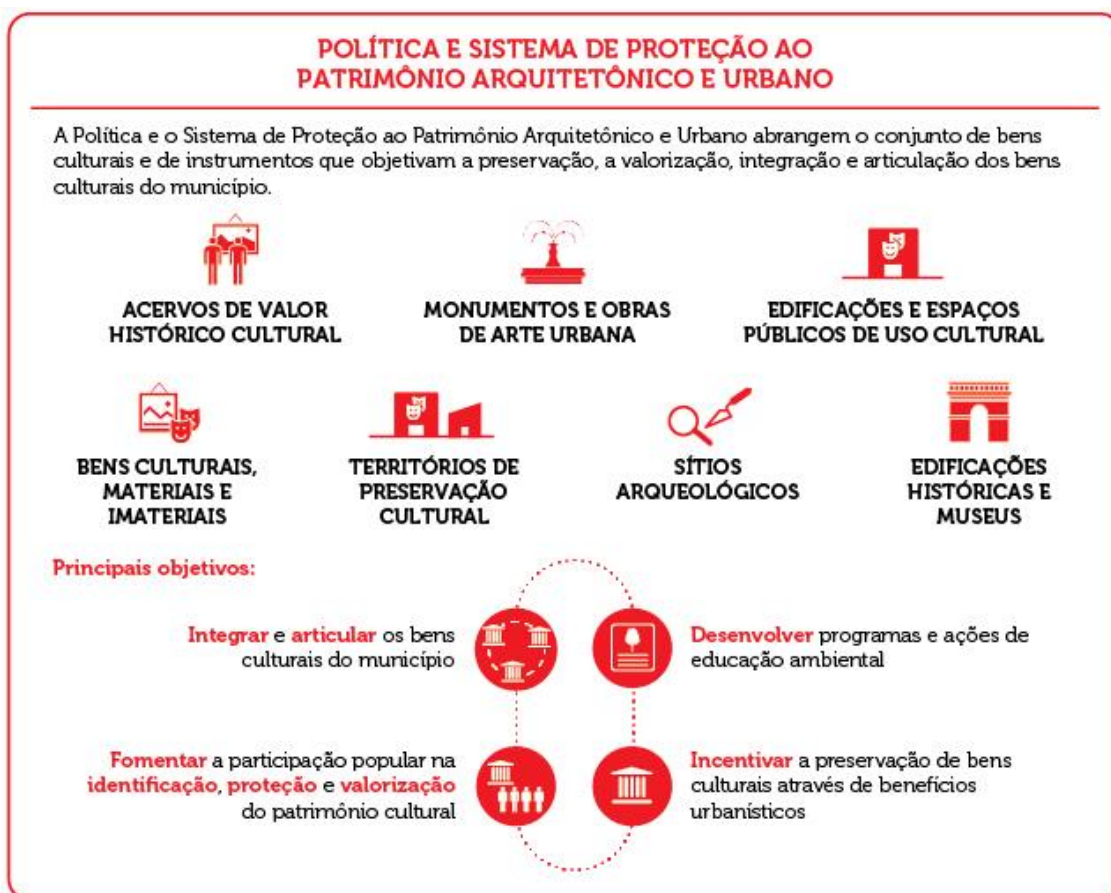 POLÍTICA E SISTEMA DE PROTEÇÃO AO
PATRIMÔNIO ARQUITETÔNICO E URBANO
A Política e o Sistema de Proteção ao Patrimônio Arquitetônico e Urbano abrangem o conjunto de bens
culturais e de instrumentos que objetivam a preservação, a valorização, integração e articulação dos bens
culturais do município.
ACERVOS DE VALOR
HISTÓRICO CULTURAL
MONUMENTOS E OBRAS
DE ARTE URBANA
EDIFICAÇÕES E ESPAÇOS
PÚBLICOS DE USO CULTURAL
BENS CULTURAIS,
MATERIAIS E
IMATERIAIS
TERRITÓRIOS DE
PRESERVAÇÃO
CULTURAL
SÍTIOS
ARQUEOLÓGICOS
EDIFICAÇÕES
HISTÓRICAS E
MUSEUS
Principais objetivos:
Integrar e articular os bens
culturais do município
Desenvolver programas e ações de
educação ambiental
Fomentar a participação popular na
identificação, proteção e valorização
do patrimônio cultural
Incentivar a preservação de bens
culturais através de benefícios
urbanísticos